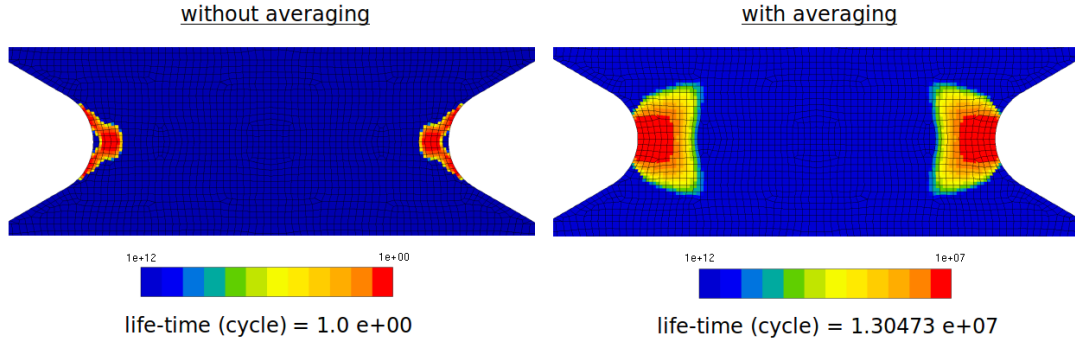 without averaging
with averaging
1e+12
1e+00
1e+12
1e+07
life-time (cycle) = 1.0 e+00
life-time (cycle) = 1.30473 e+07